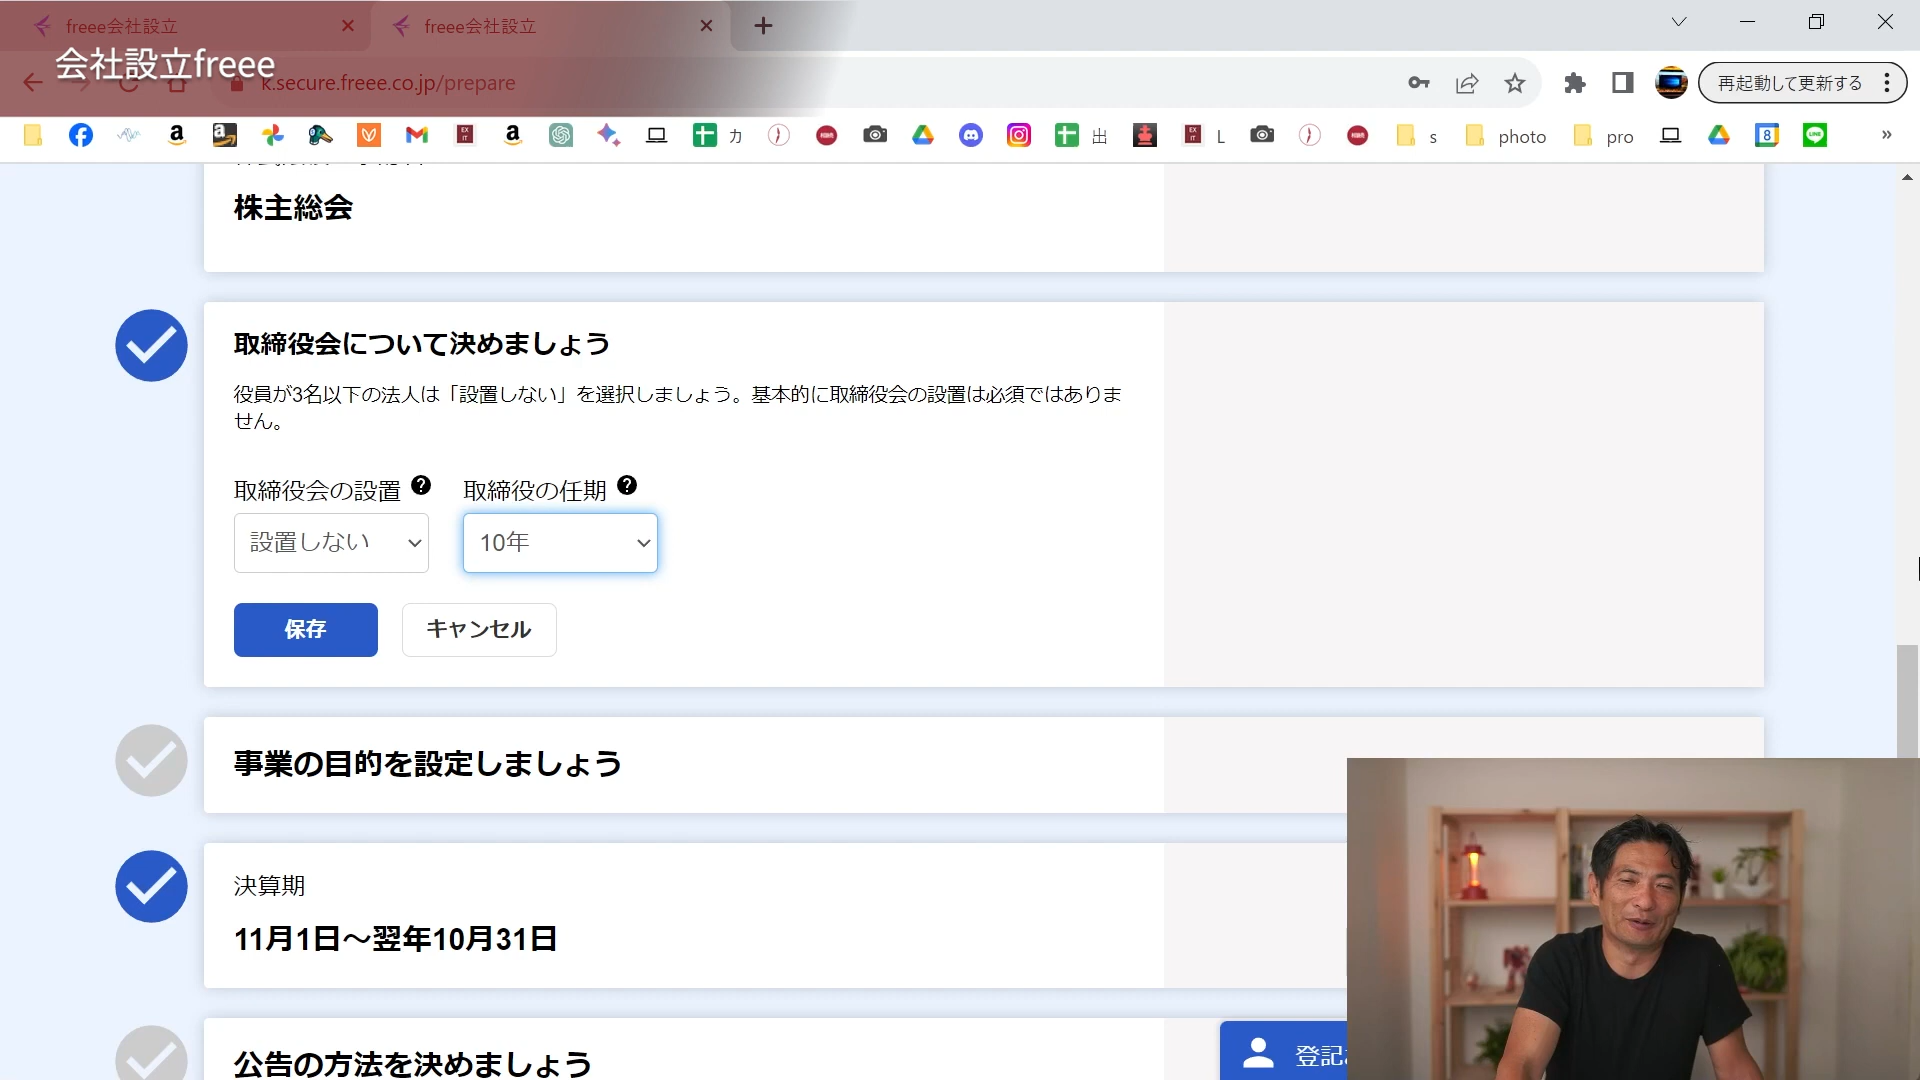 freee会社設立
freee会社設立
会社設立freee
k.secure.freee.co.jp/prepare
再起動して更新する
カ
出
L
s
photo
pro
株主総会
取締役会について決めましょう
役員が3名以下の法人は「設置しない」を選択しましょう。基本的に取締役会の設置は必須ではありま
せん。
取締役会の設置
取締役の任期
設置しない
10年
保存
キャンセル
事業の目的を設定しましょう
決算期
11月1日〜翌年10月31日
公告の方法を決めましょう
登記